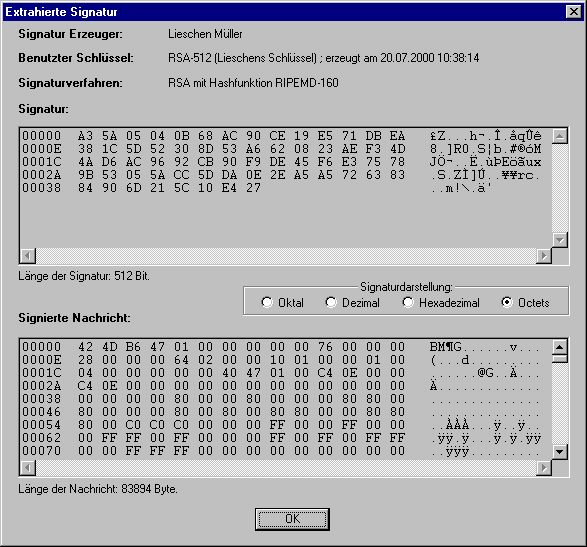 Extrahierte Signatur
Signatur Erzeuger: Lieschen Müller
Benutzter Schlüssel: RSA-512 (Lieschens Schlüssel) ; erzeugt am 20.07.2000 10:38:14
Signaturverfahren: RSA mit Hashfunktion RIPEMD-160
Signatur:
00000 A3 5A 05 04 0B 68 AC 90 CE 19 E5 71 DB EA £Z...h¬.Î.åqÛê
0000E 38 1C 5D 52 30 8D 53 A6 62 08 23 AE F3 4D 8.]R0.S¦b.#®óM
0001C 4A D6 AC 96 92 CB 90 F9 DE 45 F6 E3 75 78 JÖ¬..Ë.ùÞEöãux
0002A 9B 53 05 5A CC 5D DA 0E 2E A5 A5 72 63 83 .S.ZÌ]Ú..¥¥rc.
00038 84 90 6D 21 5C 10 E4 27 ..m!\.ä'
Länge der Signatur: 512 Bit.
Signaturdarstellung:
Oktal Dezimal Hexadezimal Octets
Signierte Nachricht:
00000 42 4D B6 47 01 00 00 00 00 00 76 00 00 00 BM¶G......v...
0000E 28 00 00 00 64 02 00 00 10 01 00 00 01 00 (...d.........
0001C 04 00 00 00 00 00 40 47 01 00 C4 0E 00 00 ......@G..Ä...
0002A C4 0E 00 00 00 00 00 00 00 00 00 00 00 00 Ä.............
00038 00 00 00 00 80 00 00 80 00 00 00 80 80 00 ..............
00046 80 00 00 00 80 00 80 00 80 80 00 00 80 80 ..............
00054 80 00 C0 C0 C0 00 00 00 FF 00 00 FF 00 00 ..ÀÀÀ...ÿ..ÿ..
00062 00 FF FF 00 FF 00 00 00 FF 00 FF 00 FF FF .ÿÿ.ÿ...ÿ.ÿ.ÿÿ
00070 00 00 FF FF FF 00 00 00 00 00 00 00 00 00 ..ÿÿÿ.........
Länge der Nachricht: 83894 Byte.
OK